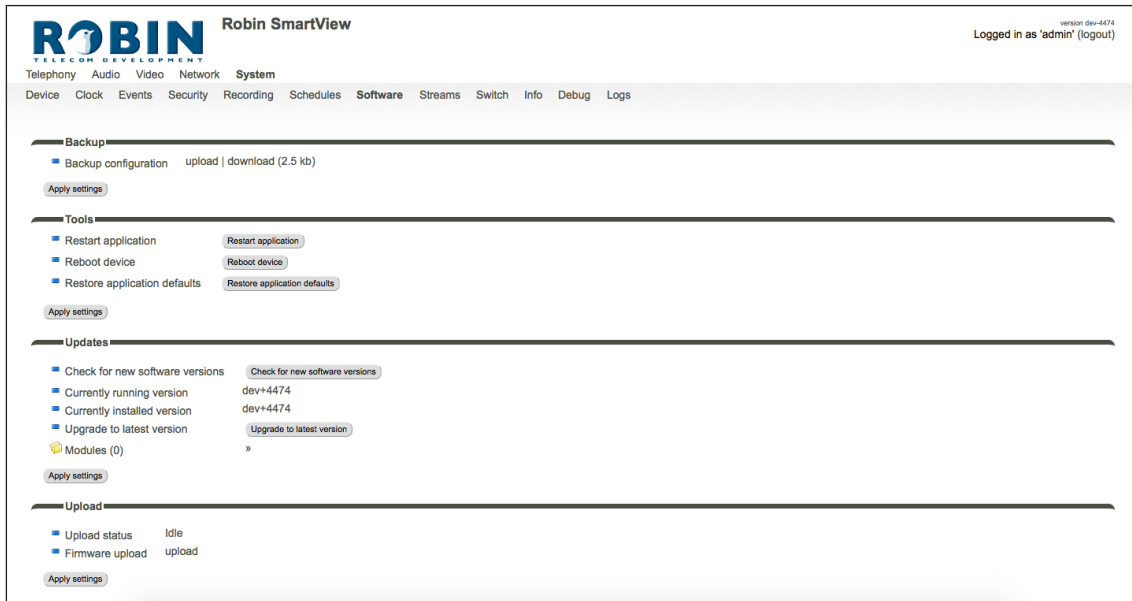 ROBIN
TELECOM DEVELOPMENT
Robin SmartView
version dev-4474
Logged in as 'admin' (logout)
Telephony Audio Video Network System
Device Clock Events Security Recording Schedules Software Streams Switch Info Debug Logs
Backup
Backup configuration upload | download (2.5 kb)
Apply settings
Tools
Restart application Restart application
Reboot device Reboot device
Restore application defaults Restore application defaults
Apply settings
Updates
Check for new software versions Check for new software versions
Currently running version dev+4474
Currently installed version dev+4474
Upgrade to latest version Upgrade to latest version
Modules (0) »
Apply settings
Upload
Upload status Idle
Firmware upload upload
Apply settings